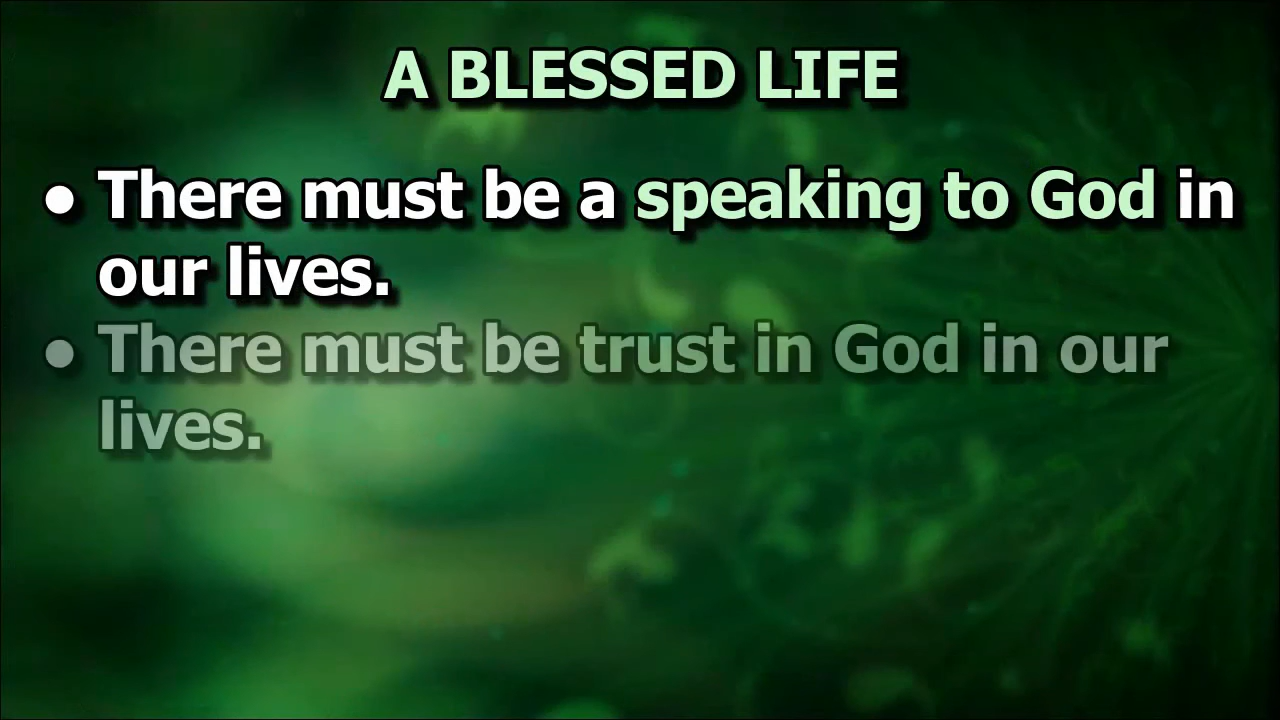 A BLESSED LIFE
● There must be a speaking to God in
our lives.
● There must be trust in God in our
lives.